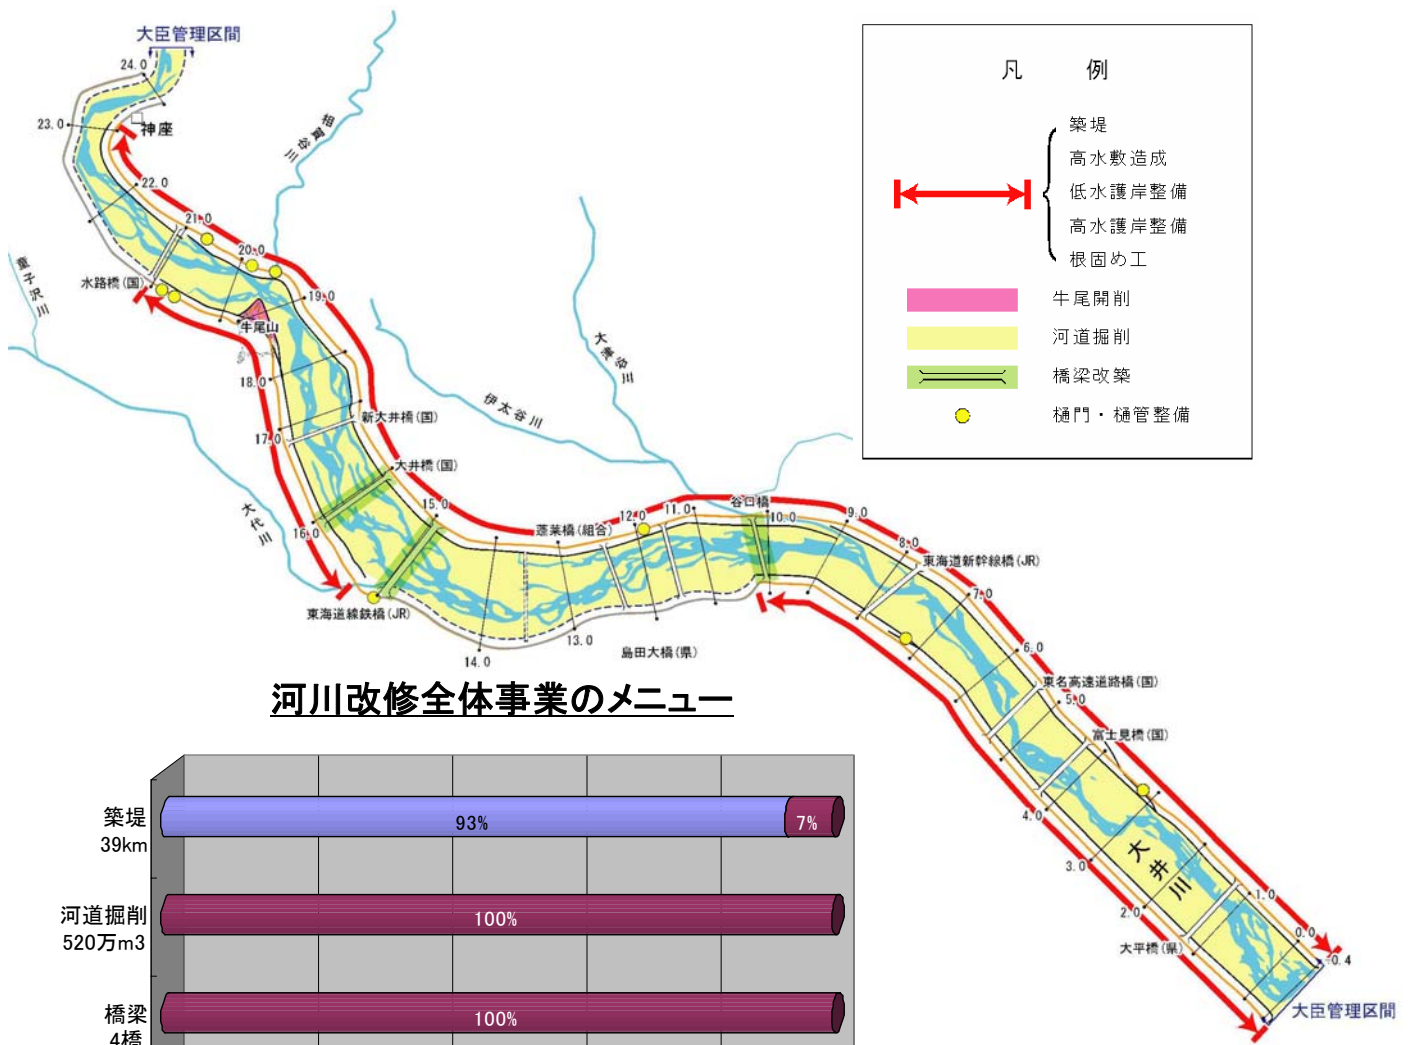 大臣管理区間
24.0
23.0
神座
22.0
21.0
20.0
19.0
相賀谷川
童子沢川
水路橋(国)
牛尾山
18.0
17.0
新大井橋(国)
大井橋(国)
大代川
16.0
15.0
東海道線鉄橋(JR)
伊太谷川
大津谷川
蓬莱橋(組合)
14.0
13.0
12.0
11.0
島田大橋(県)
谷口橋
10.0
9.0
8.0
東海道新幹線橋(JR)
7.0
6.0
東名高速道路橋(国)
5.0
富士見橋(国)
4.0
3.0
大井川
2.0
1.0
大平橋(県)
0.0
-0.4
大臣管理区間
凡 例
築堤
高水敷造成
低水護岸整備
高水護岸整備
根固め工
牛尾開削
河道掘削
橋梁改築
樋門・樋管整備
河川改修全体事業のメニュー
築堤
39km
93%
7%
河道掘削
520万m3
100%
橋梁
4橋
100%